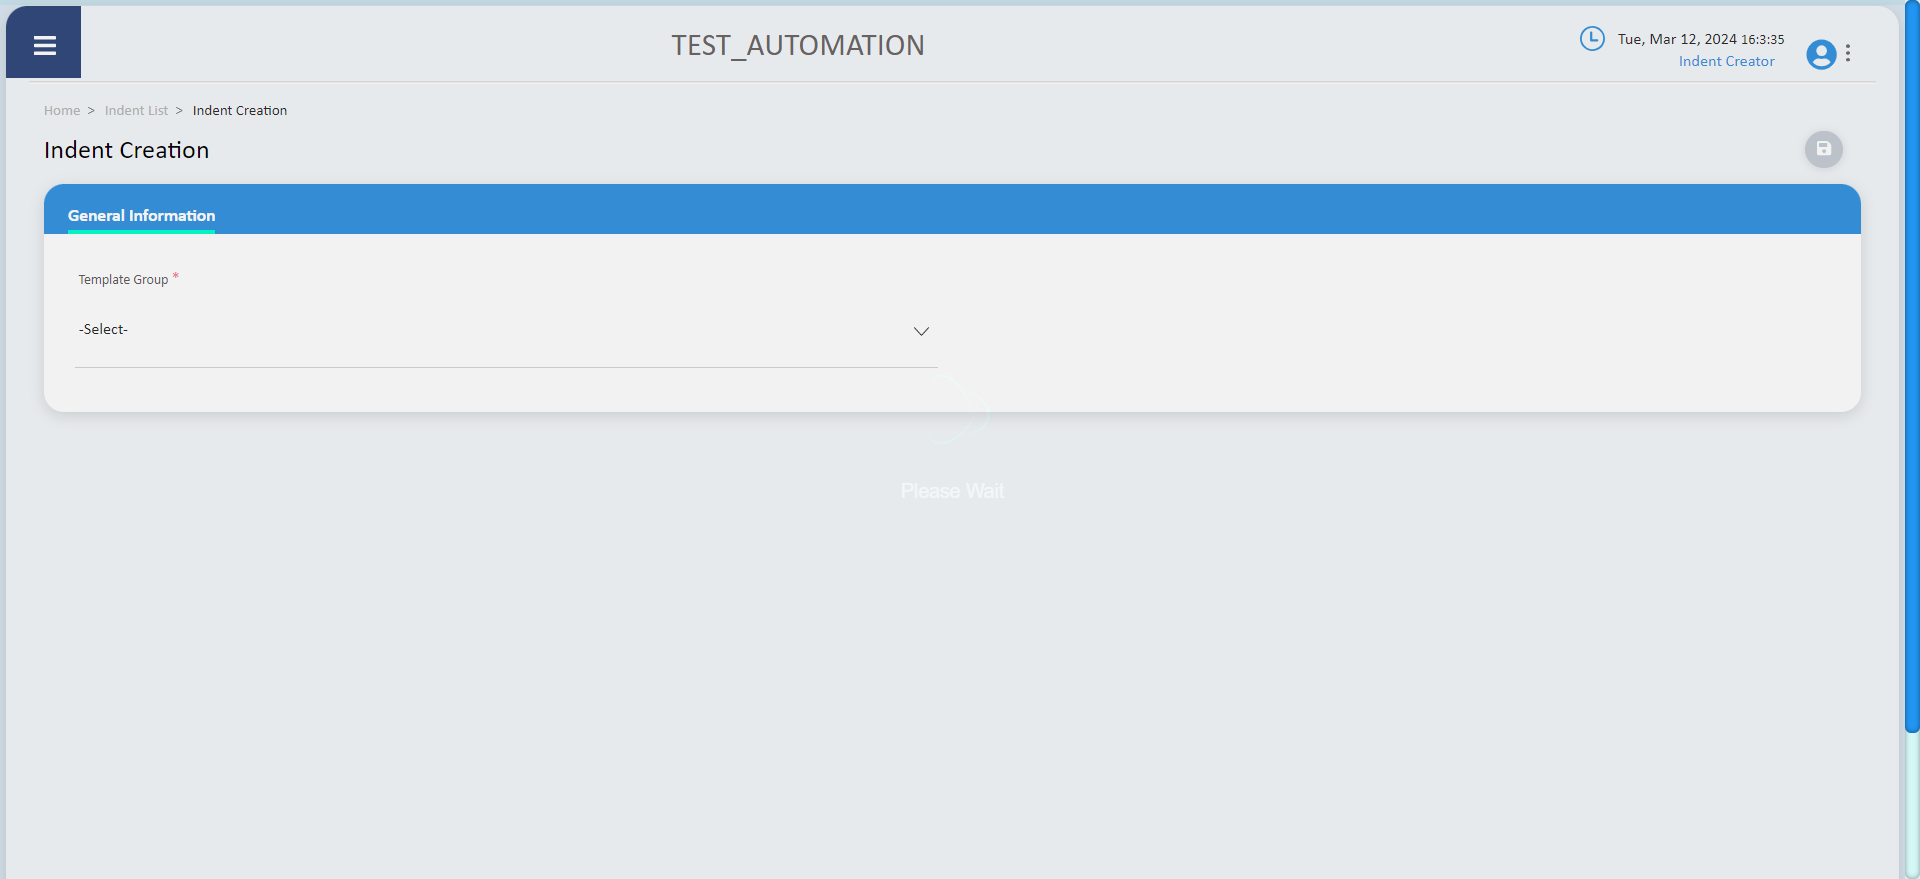 TEST_AUTOMATION
Tue, Mar 12, 2024 16:3:35
Indent Creator
Home > Indent List > Indent Creation
Indent Creation
General Information
Template Group *
-Select-
Please Wait